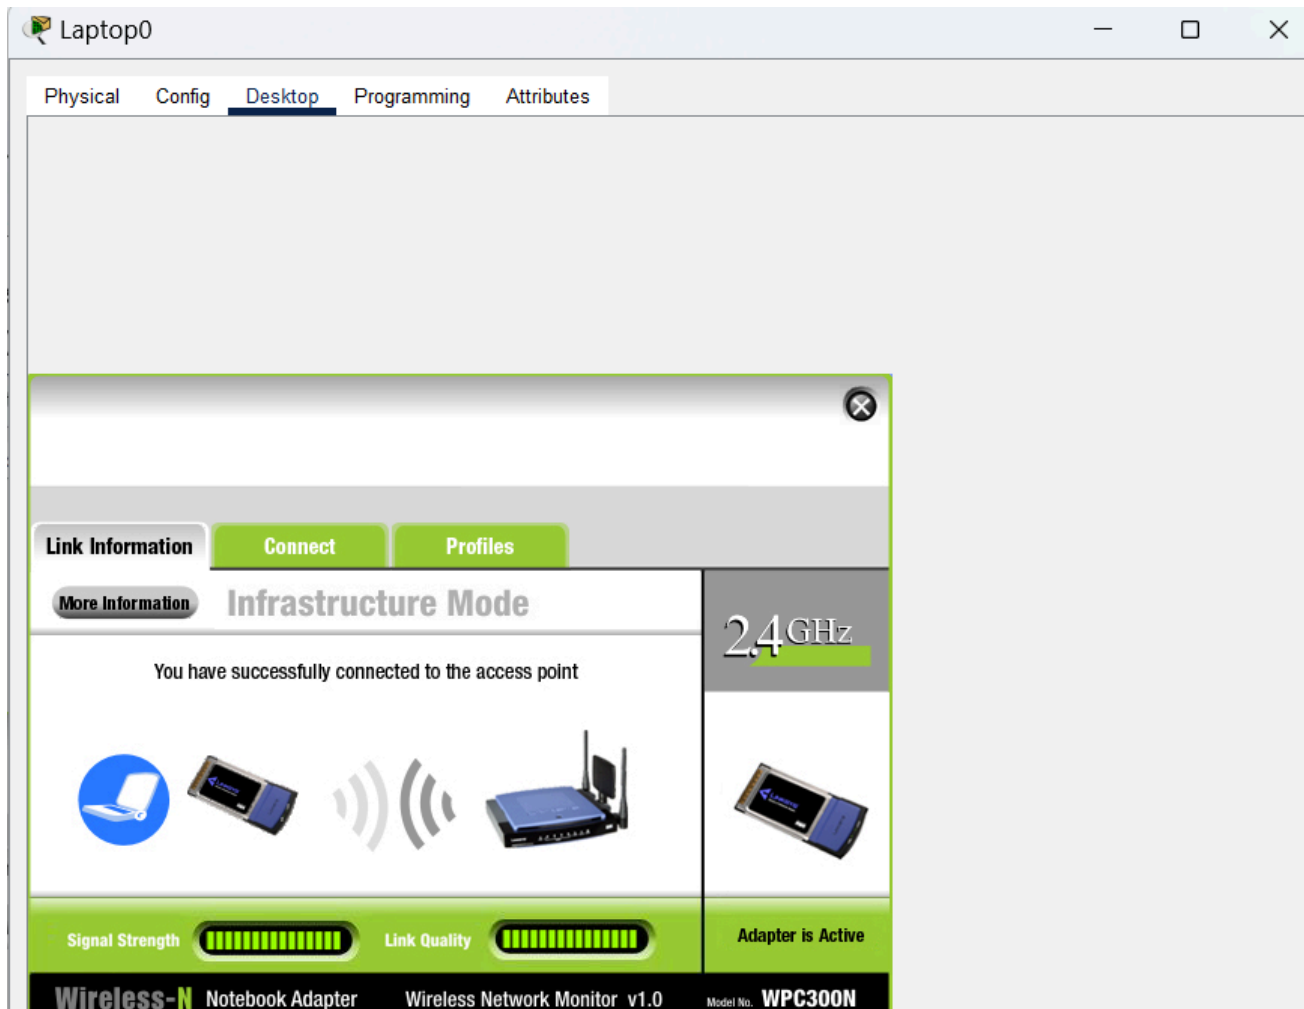 Laptop0
Physical Config Desktop Programming Attributes
Link Information Connect Profiles
More Information Infrastructure Mode
2.4 GHz
You have successfully connected to the access point
Signal Strength Link Quality Adapter is Active
Wireless-N Notebook Adapter Wireless Network Monitor v1.0 Model No. WPC300N